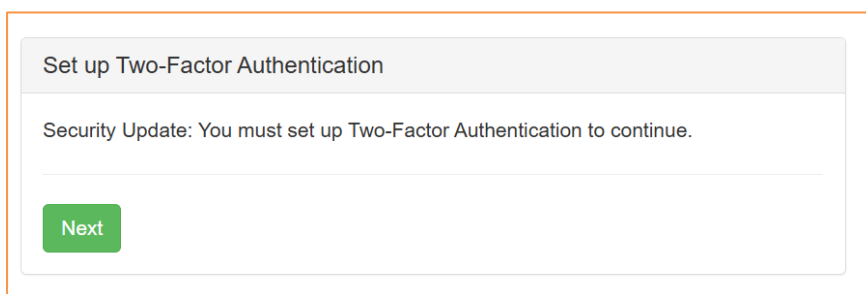 Set up Two-Factor Authentication
Security Update: You must set up Two-Factor Authentication to continue.
Next